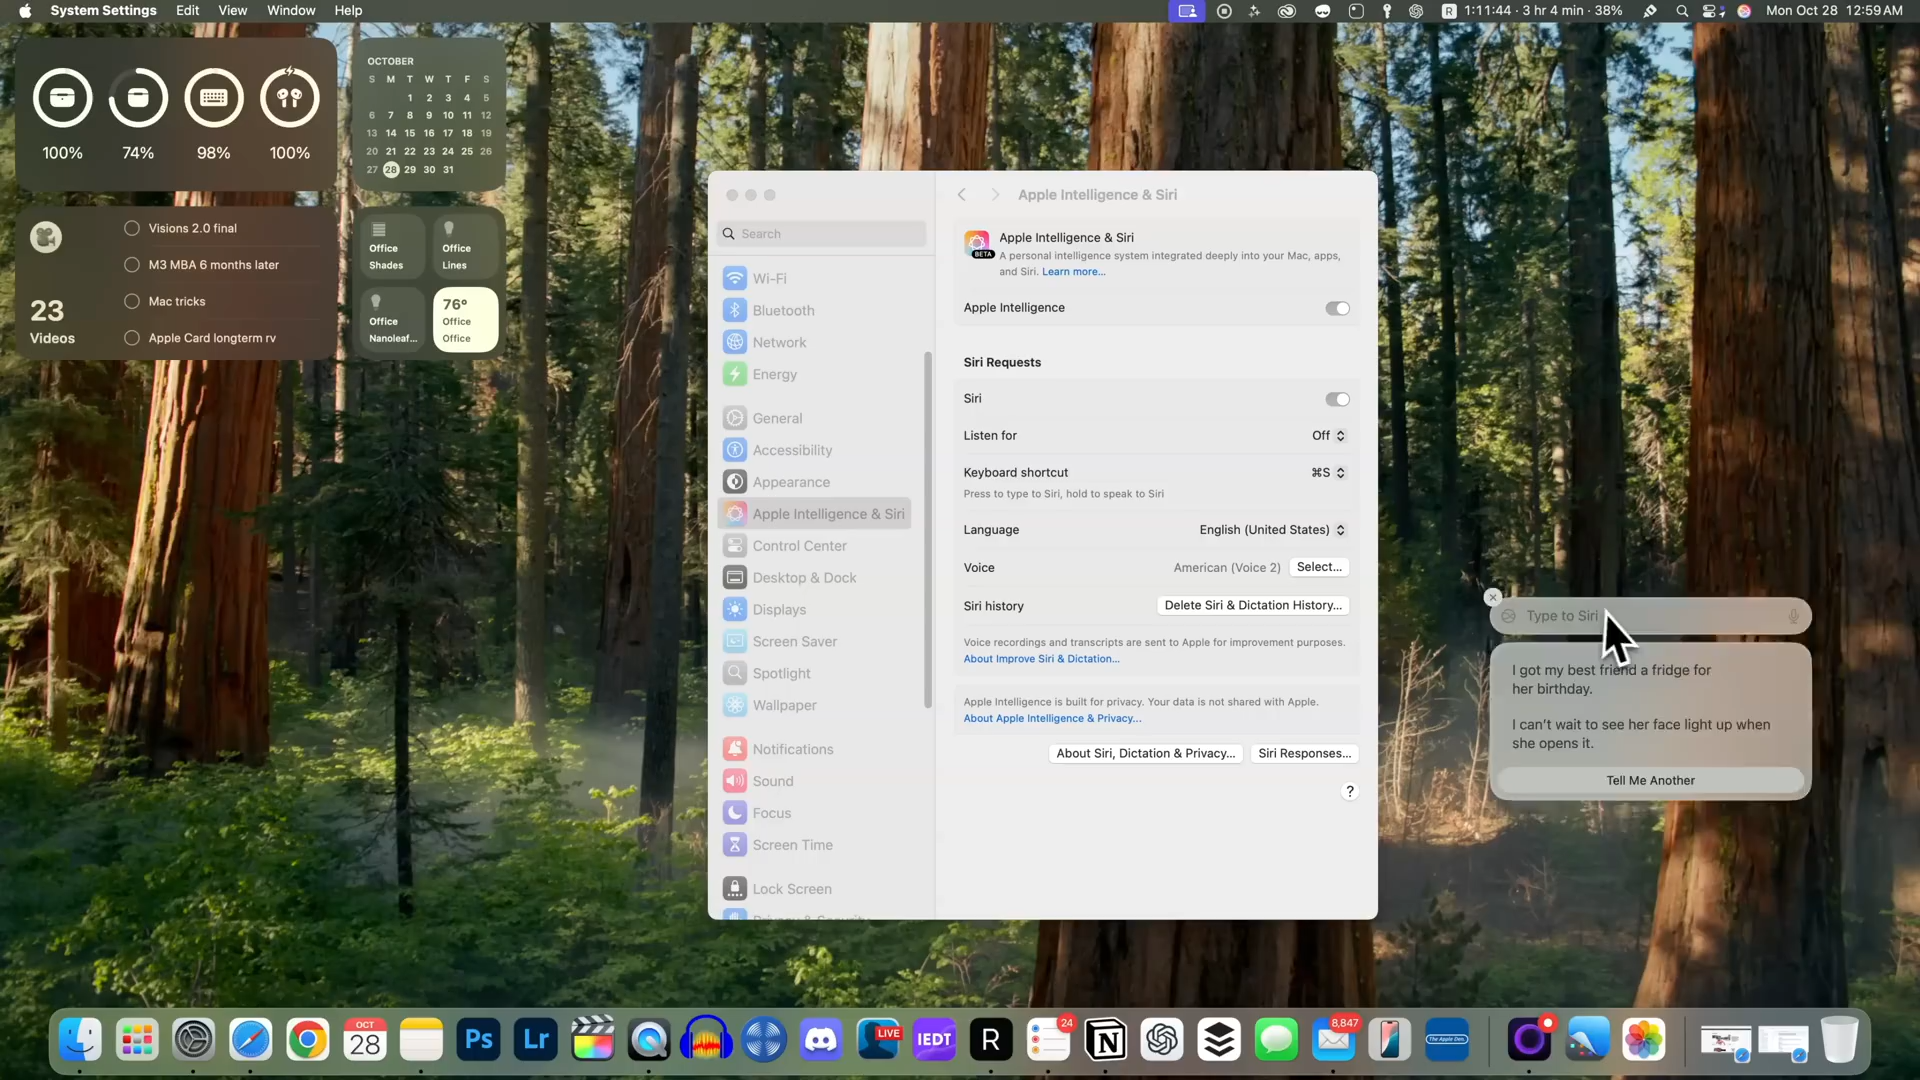 System Settings Edit View Window Help
1:11:44 · 3 hr 4 min · 38% Mon Oct 28 12:59 AM
100% 74% 98% 100%
OCTOBER
S M T W T F S
1 2 3 4 5
6 7 8 9 10 11 12
13 14 15 16 17 18 19
20 21 22 23 24 25 26
27 28 29 30 31
23
Videos
Visions 2.0 final
M3 MBA 6 months later
Mac tricks
Apple Card longterm rv
Office
Shades
Office
Lines
Office
Nanoleaf...
76°
Office
Office
Search
Wi-Fi
Bluetooth
Network
Energy
General
Accessibility
Appearance
Apple Intelligence & Siri
Control Center
Desktop & Dock
Displays
Screen Saver
Spotlight
Wallpaper
Notifications
Sound
Focus
Screen Time
Lock Screen
Privacy & Security
Apple Intelligence & Siri
BETA
Apple Intelligence & Siri
A personal intelligence system integrated deeply into your Mac, apps,
and Siri. Learn more...
Apple Intelligence
Siri Requests
Siri
Listen for Off
Keyboard shortcut ⌘S
Press to type to Siri, hold to speak to Siri
Language English (United States)
Voice American (Voice 2) Select...
Siri history Delete Siri & Dictation History...
Voice recordings and transcripts are sent to Apple for improvement purposes.
About Improve Siri & Dictation...
Apple Intelligence is built for privacy. Your data is not shared with Apple.
About Apple Intelligence & Privacy...
About Siri, Dictation & Privacy... Siri Responses...
?
Type to Siri
I got my best friend a fridge for
her birthday.
I can't wait to see her face light up when
she opens it.
Tell Me Another
OCT
28
Ps
Lr
LIVE
IEDT
R
24
8,847